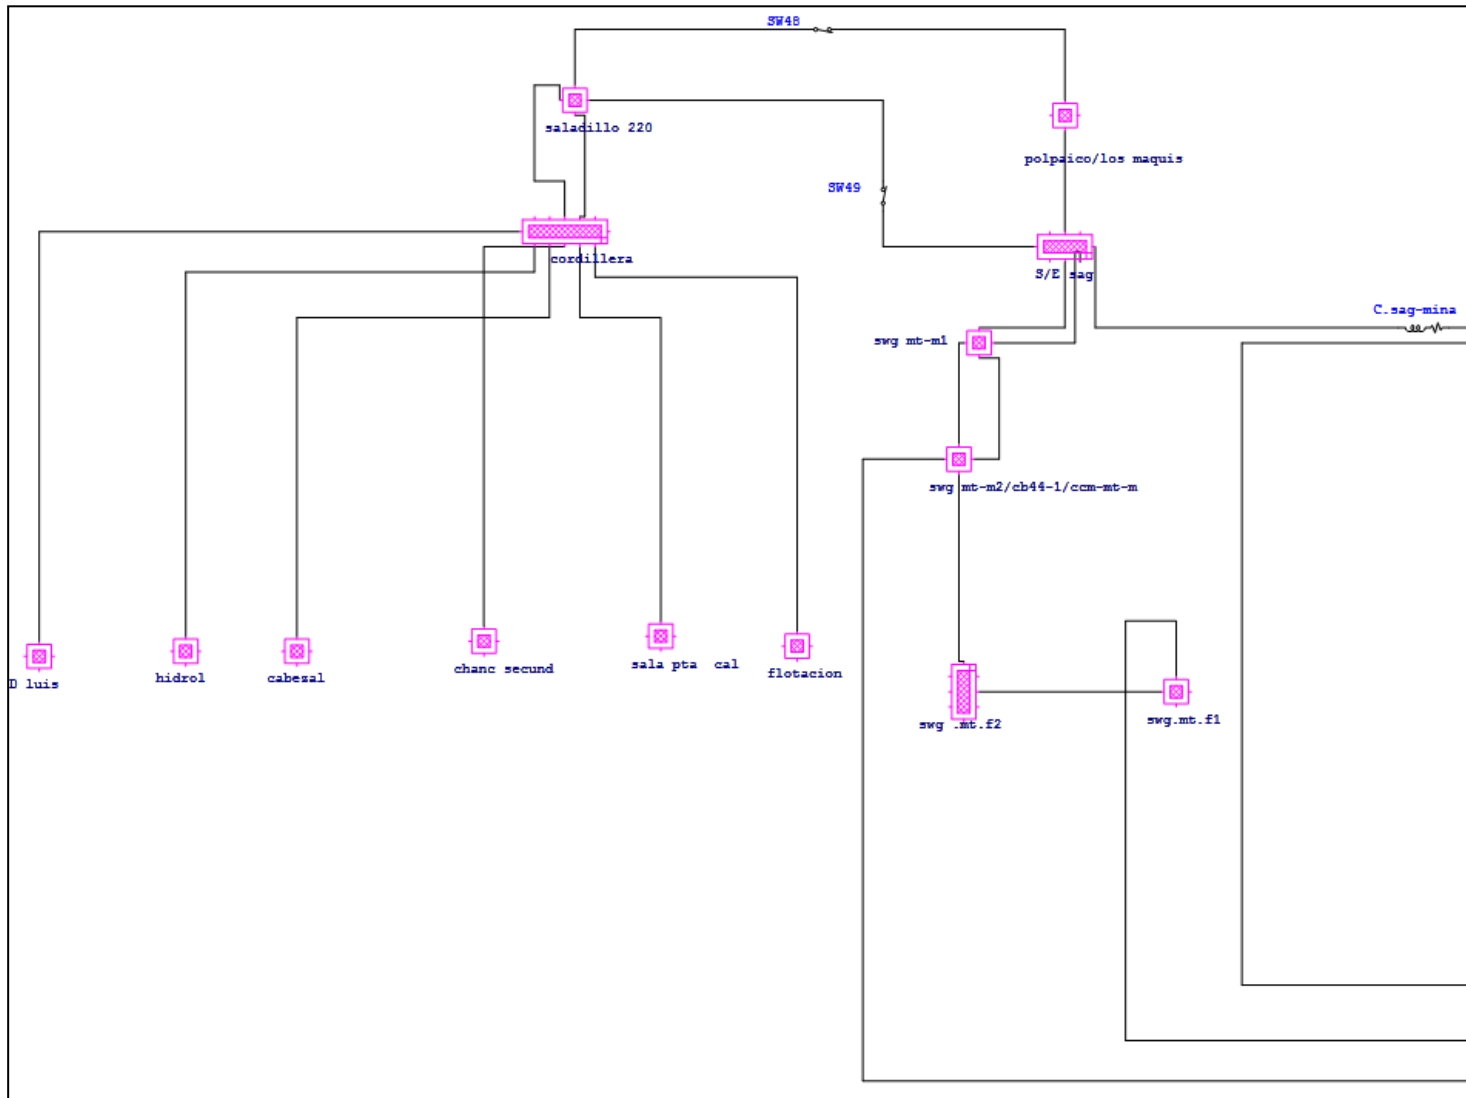 SW48
saladillo 220
polpaico/los maquis
SW49
cordillera
S/E sag
C.sag-mina
swg mt-m1
swg mt-m2/cb44-1/ccm-mt-m
D luis
hidrol
cabezal
chanc secund
sala pta cal
flotacion
swg .mt.f2
swg.mt.f1